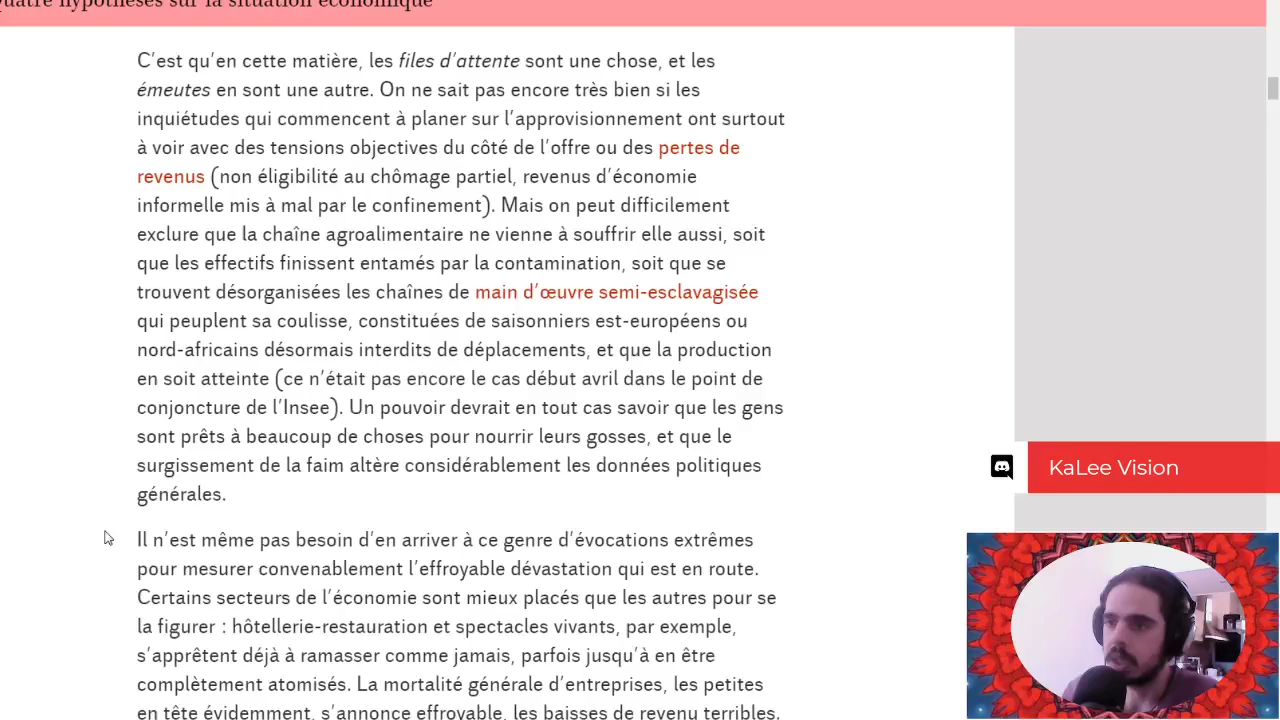 Quatre hypothèses sur la situation économique
C’est qu’en cette matière, les files d’attente sont une chose, et les
émeutes en sont une autre. On ne sait pas encore très bien si les
inquiétudes qui commencent à planer sur l’approvisionnement ont surtout
à voir avec des tensions objectives du côté de l’offre ou des pertes de
revenus (non éligibilité au chômage partiel, revenus d’économie
informelle mis à mal par le confinement). Mais on peut difficilement
exclure que la chaîne agroalimentaire ne vienne à souffrir elle aussi, soit
que les effectifs finissent entamés par la contamination, soit que se
trouvent désorganisées les chaînes de main d’œuvre semi-esclavagisée
qui peuplent sa coulisse, constituées de saisonniers est-européens ou
nord-africains désormais interdits de déplacements, et que la production
en soit atteinte (ce n’était pas encore le cas début avril dans le point de
conjoncture de l’Insee). Un pouvoir devrait en tout cas savoir que les gens
sont prêts à beaucoup de choses pour nourrir leurs gosses, et que le
surgissement de la faim altère considérablement les données politiques
générales.
Il n’est même pas besoin d’en arriver à ce genre d’évocations extrêmes
pour mesurer convenablement l’effroyable dévastation qui est en route.
Certains secteurs de l’économie sont mieux placés que les autres pour se
la figurer : hôtellerie-restauration et spectacles vivants, par exemple,
s’apprêtent déjà à ramasser comme jamais, parfois jusqu’à en être
complètement atomisés. La mortalité générale d’entreprises, les petites
en tête évidemment, s’annonce effroyable, les baisses de revenu terribles.
KaLee Vision